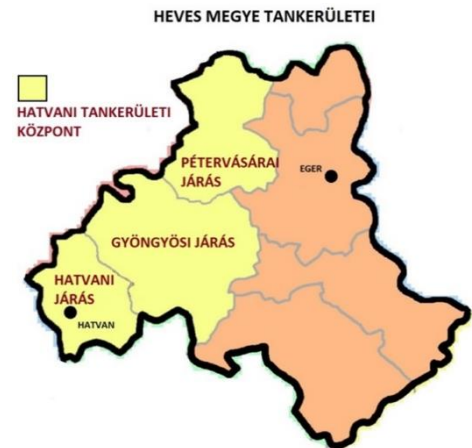 HEVES MEGYE TANKERÜLETEI
HATVANI TANKERÜLETI
KÖZPONT
PÉTERVÁSÁRAI
JÁRÁS
EGER
GYÖNGYÖSI JÁRÁS
HATVANI
JÁRÁS
HATVAN